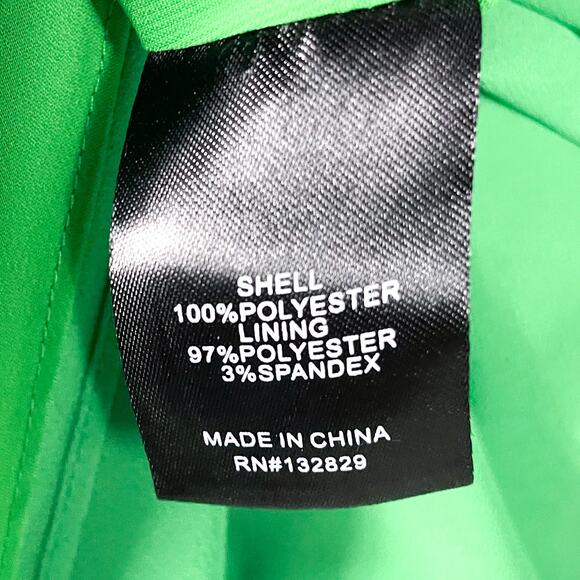 SHELL
100%POLYESTER
LINING
97%POLYESTER
3%SPANDEX
MADE IN CHINA
RN#132829